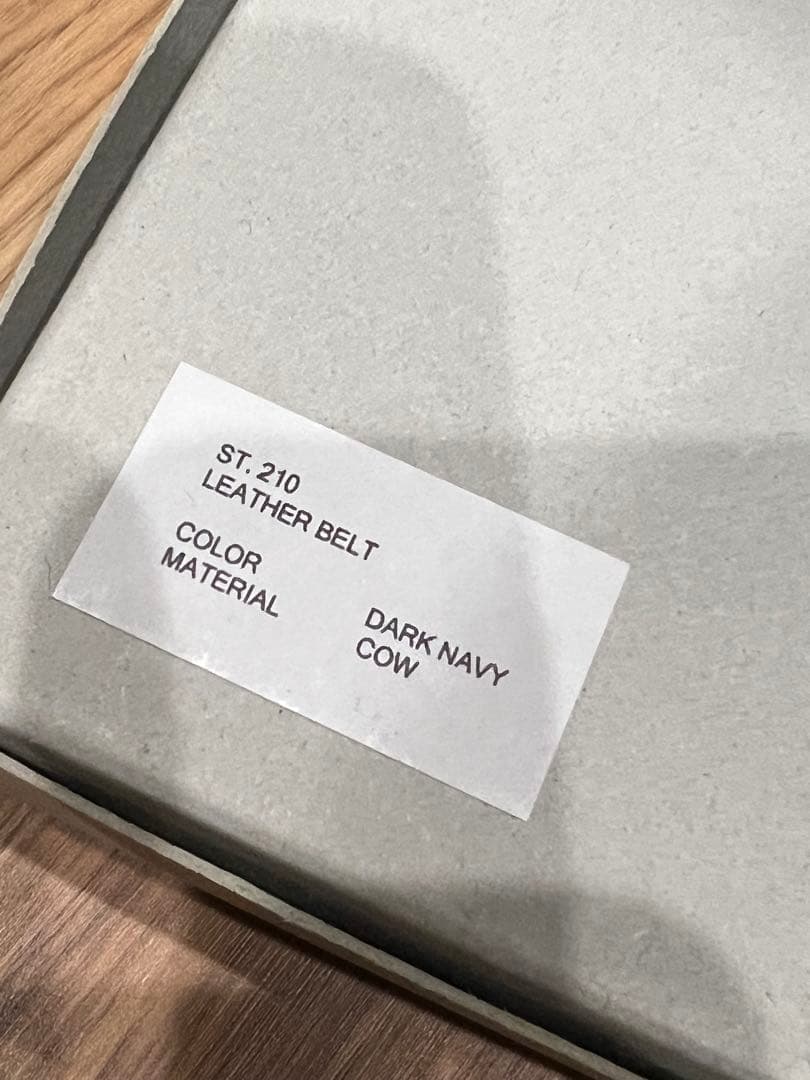 ST. 210
LEATHER BELT
COLOR DARK NAVY
MATERIAL COW